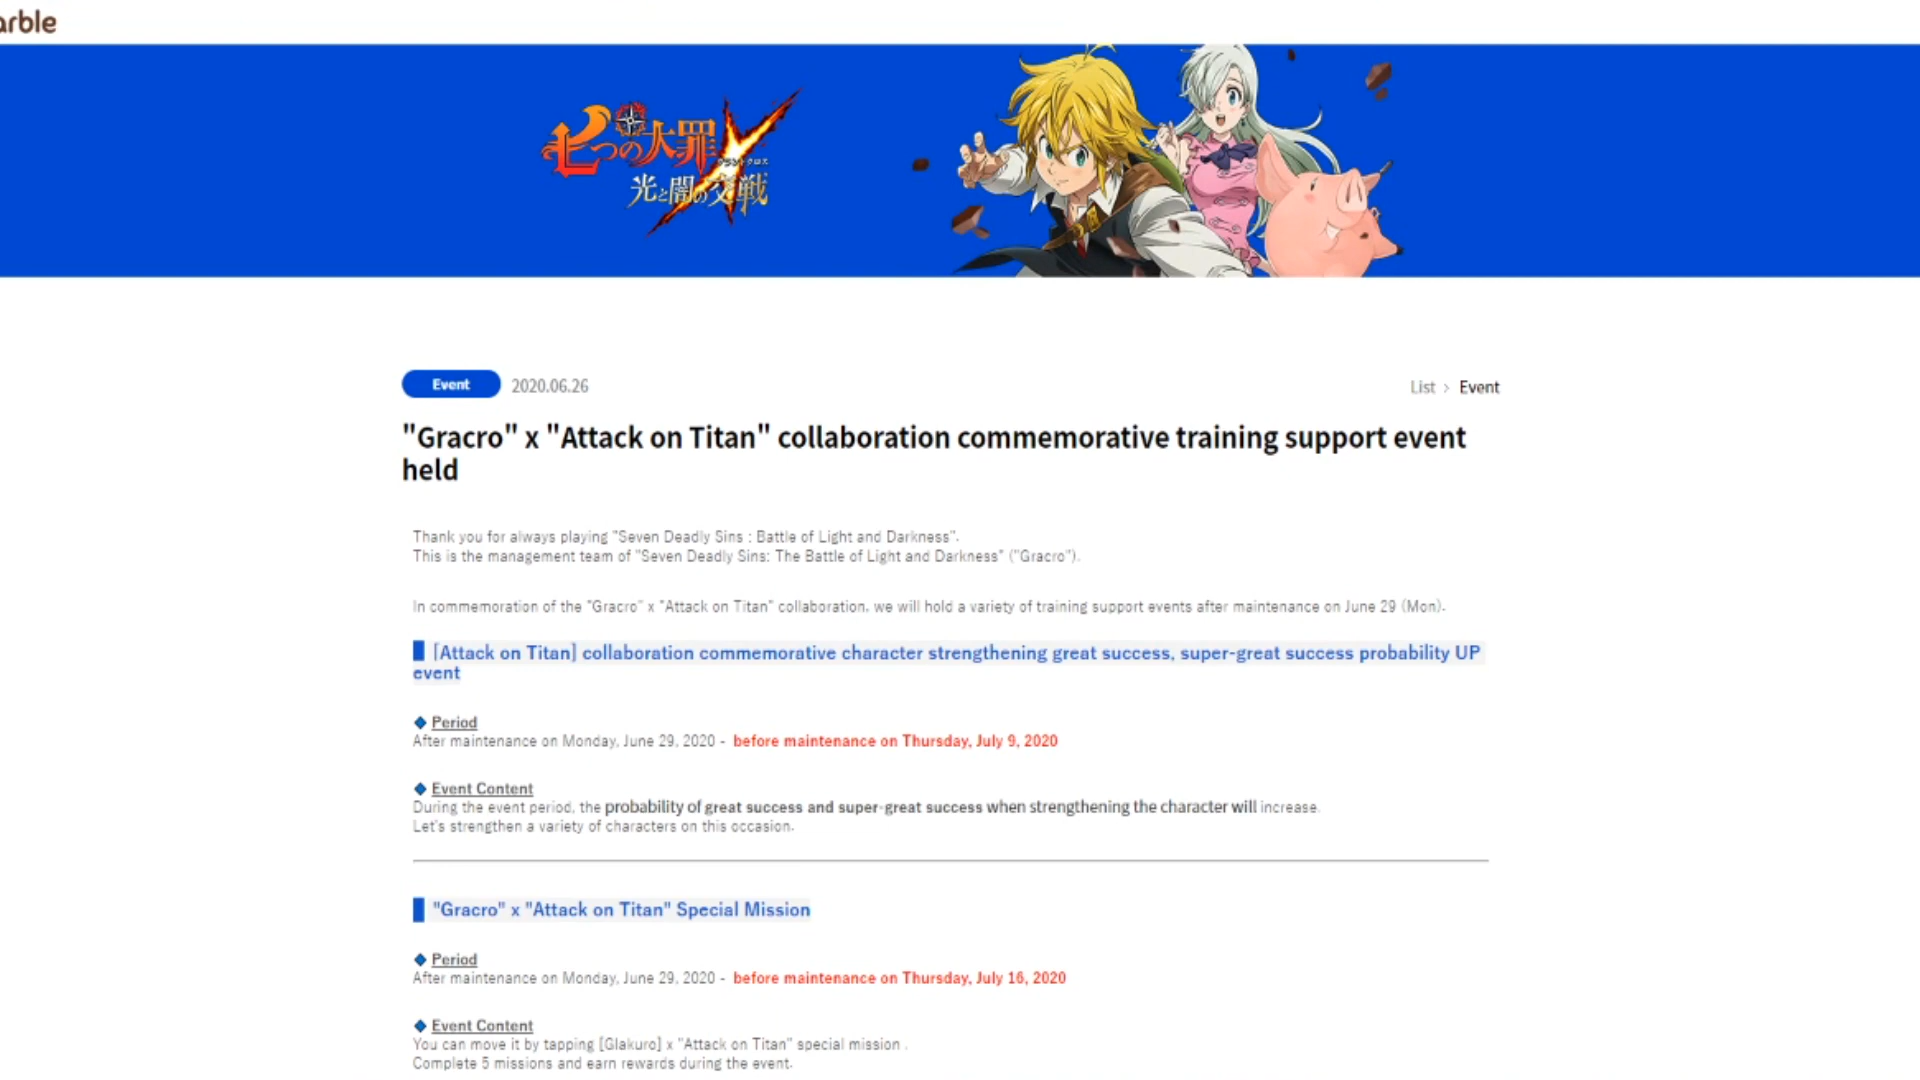 arble
七つの大罪
グランドクロス
光と闇の交戦
Event 2020.06.26
List > Event
"Gracro" x "Attack on Titan" collaboration commemorative training support event
held
Thank you for always playing "Seven Deadly Sins : Battle of Light and Darkness".
This is the management team of "Seven Deadly Sins: The Battle of Light and Darkness" ("Gracro").
In commemoration of the "Gracro" x "Attack on Titan" collaboration, we will hold a variety of training support events after maintenance on June 29 (Mon).
[Attack on Titan] collaboration commemorative character strengthening great success, super-great success probability UP
event
◆ Period
After maintenance on Monday, June 29, 2020 - before maintenance on Thursday, July 9, 2020
◆ Event Content
During the event period, the probability of great success and super-great success when strengthening the character will increase.
Let's strengthen a variety of characters on this occasion.
"Gracro" x "Attack on Titan" Special Mission
◆ Period
After maintenance on Monday, June 29, 2020 - before maintenance on Thursday, July 16, 2020
◆ Event Content
You can move it by tapping [Glakuro] x "Attack on Titan" special mission .
Complete 5 missions and earn rewards during the event.